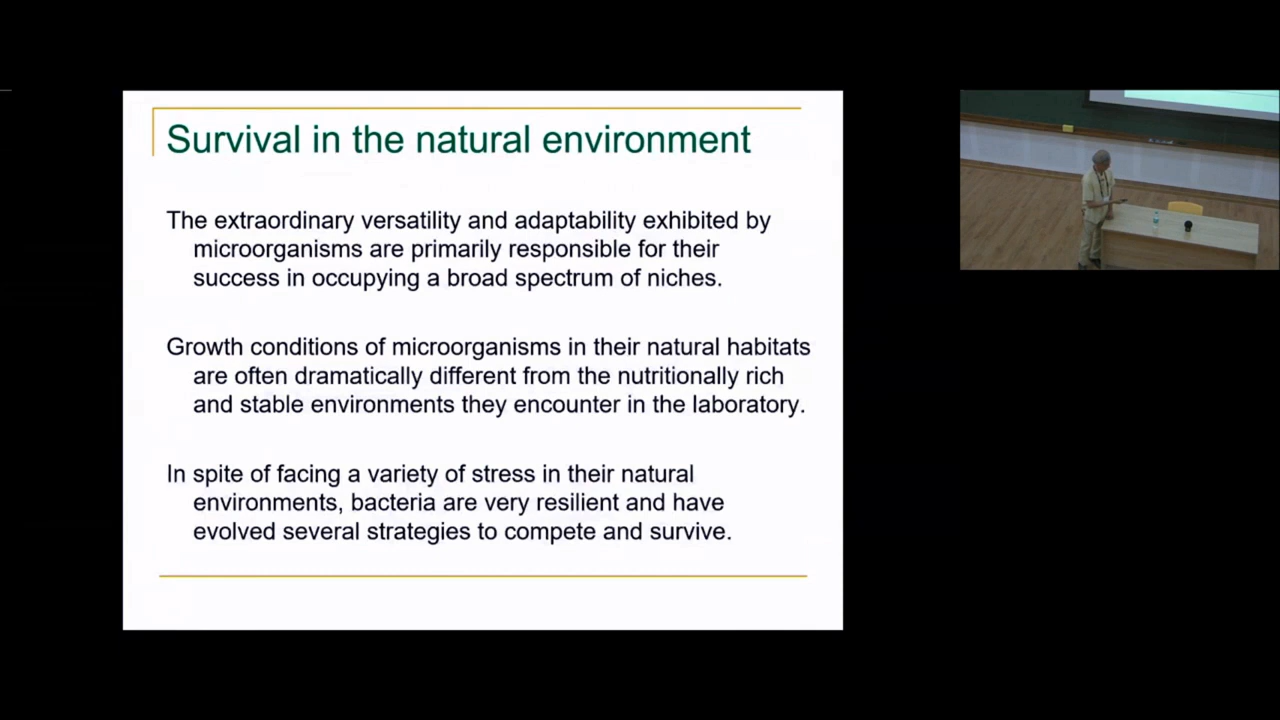 Survival in the natural environment
The extraordinary versatility and adaptability exhibited by
microorganisms are primarily responsible for their
success in occupying a broad spectrum of niches.
Growth conditions of microorganisms in their natural habitats
are often dramatically different from the nutritionally rich
and stable environments they encounter in the laboratory.
In spite of facing a variety of stress in their natural
environments, bacteria are very resilient and have
evolved several strategies to compete and survive.